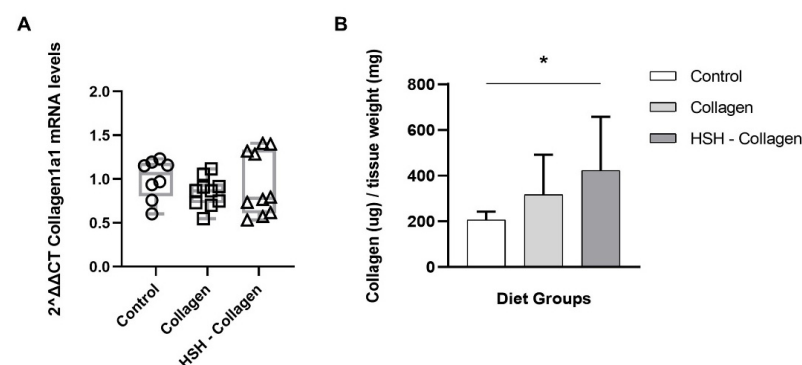 A
B
2^ΔΔCT Collagen1a1 mRNA levels
2.0
1.5
1.0
0.5
0.0
Control
Collagen
HSH - Collagen
Collagen (ug) / tissue weight (mg)
800
600
400
200
0
*
Diet Groups
Control
Collagen
HSH - Collagen